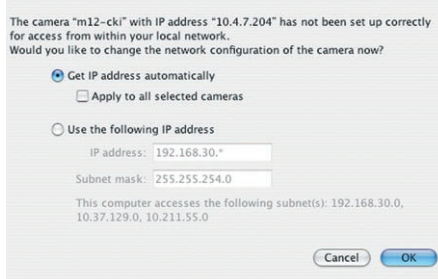 The camera “m12-cki” with IP address “10.4.7.204” has not been set up correctly
for access from within your local network.
Would you like to change the network configuration of the camera now?
Get IP address automatically
Apply to all selected cameras
Use the following IP address
IP address: 192.168.30.*
Subnet mask: 255.255.254.0
This computer accesses the following subnet(s): 192.168.30.0,
10.37.129.0, 10.211.55.0
Cancel OK